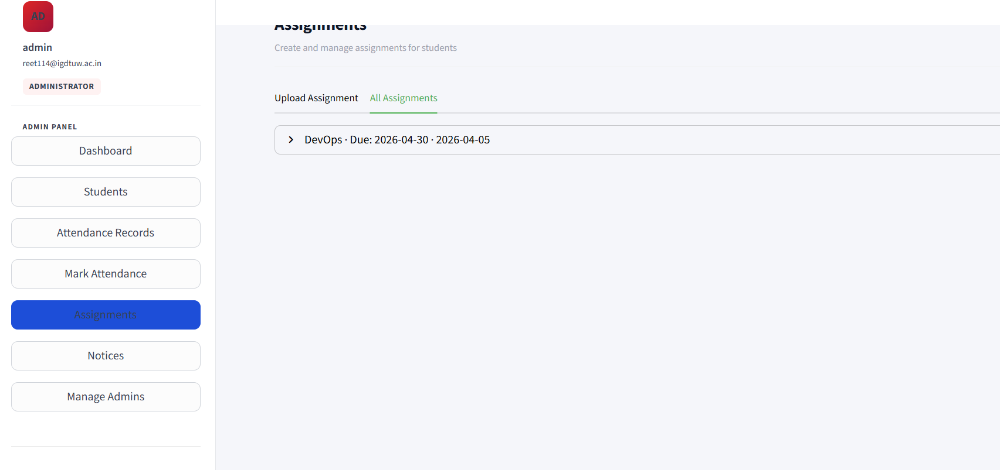 AD
admin
reet114@igdtuw.ac.in
ADMINISTRATOR
ADMIN PANEL
Dashboard
Students
Attendance Records
Mark Attendance
Assignments
Notices
Manage Admins
Assignments
Create and manage assignments for students
Upload Assignment All Assignments
DevOps · Due: 2026-04-30 · 2026-04-05